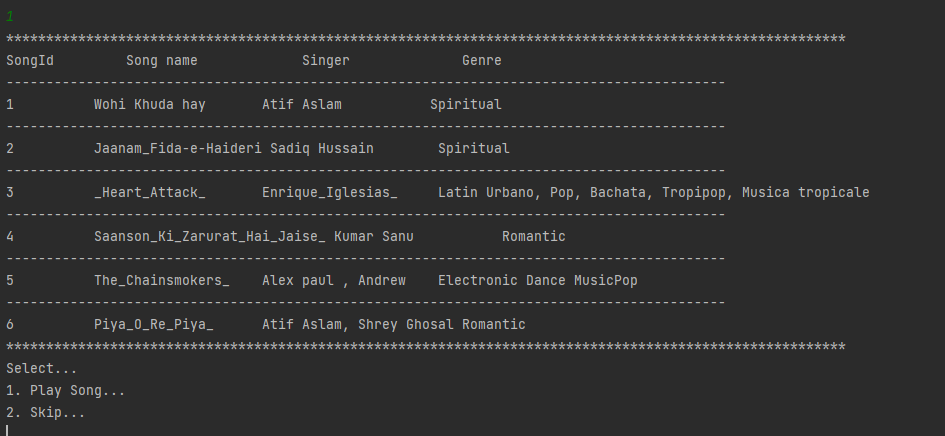 1
*********************************************************************************************************
SongId         Song name             Singer              Genre
------------------------------------------------------------------------------------------
1          Wohi Khuda hay       Atif Aslam           Spiritual
------------------------------------------------------------------------------------------
2          Jaanam_Fida-e-Haideri Sadiq Hussain        Spiritual
------------------------------------------------------------------------------------------
3          _Heart_Attack_       Enrique_Iglesias_     Latin Urbano, Pop, Bachata, Tropipop, Musica tropicale
------------------------------------------------------------------------------------------
4          Saanson_Ki_Zarurat_Hai_Jaise_ Kumar Sanu           Romantic
------------------------------------------------------------------------------------------
5          The_Chainsmokers_    Alex paul , Andrew    Electronic Dance MusicPop
------------------------------------------------------------------------------------------
6          Piya_O_Re_Piya_      Atif Aslam, Shrey Ghosal Romantic
*********************************************************************************************************
Select...
1. Play Song...
2. Skip...